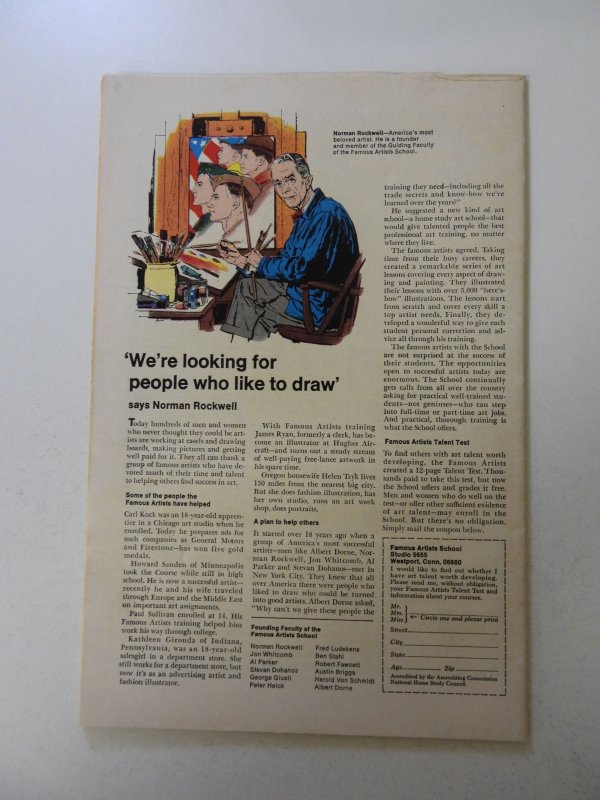 Norman Rockwell—America's most
beloved artist. He is a founder
and member of the Guiding Faculty
of the Famous Artists School.
'We're looking for
people who like to draw'
says Norman Rockwell
Today hundreds of men and women
who never thought they could be art-
ists are working at easels and drawing
boards, making pictures and getting
well paid for it. They all can thank a
group of famous artists who have de-
voted much of their time and talent
to helping others find success in art.
Some of the people the
Famous Artists have helped
Carl Kock was an 18-year-old appren-
tice in a Chicago art studio when he
enrolled. Today he prepares ads for
such companies as General Motors
and Firestone—has won five gold
medals.
Howard Sanden of Minneapolis
took the Course while still in high
school. He is now a successful artist—
recently he and his wife traveled
through Europe and the Middle East
on important art assignments.
Paul Sullivan enrolled at 14. His
Famous Artists training helped him
work his way through college.
Kathleen Gironda of Indiana,
Pennsylvania, was an 18-year-old
salesgirl in a department store. She
still works for a department store, but
now it's as an advertising artist and
fashion illustrator.
With Famous Artists training
James Ryan, formerly a clerk, has be-
come an illustrator at Hughes Air-
craft—and turns out a steady stream
of well-paying free-lance artwork in
his spare time.
Oregon housewife Helen Tryk lives
150 miles from the nearest big city.
But she does fashion illustration, has
her own studio, runs an art work
shop, does portraits.
A plan to help others
It started over 18 years ago when a
group of America's most successful
artists—men like Albert Dorne, Nor-
man Rockwell, Jon Whitcomb, Al
Parker and Stevan Dohanos—met in
New York City. They knew that all
over America there were people who
liked to draw who could be turned
into good artists. Albert Dorne asked,
"Why can't we give these people the
Founding Faculty of the
Famous Artists School
Norman Rockwell
Jon Whitcomb
Al Parker
Stevan Dohanos
George Giusti
Peter Helck
Fred Ludekens
Ben Stahl
Robert Fawcett
Austin Briggs
Harold Von Schmidt
Albert Dorne
training they need—including all the
trade secrets and know-how we've
learned over the years?"
He suggested a new kind of art
school—a home study art school—that
would give talented people the best
professional art training, no matter
where they live.
The famous artists agreed. Taking
time from their busy careers, they
created a remarkable series of art
lessons covering every aspect of draw-
ing and painting. They illustrated
their lessons with over 5,000 "here's
how" illustrations. The lessons start
from scratch and cover every skill a
top artist needs. Finally, they de-
veloped a wonderful way to give each
student personal correction and ad-
vice all through his training.
The famous artists with the School
are not surprised at the success of
their students. The opportunities
open to successful artists today are
enormous. The School continually
gets calls from all over the country
asking for practical well-trained stu-
dents—not geniuses—who can step
into full-time or part-time art jobs.
And practical, thorough training is
what the School offers.
Famous Artists Talent Test
To find others with art talent worth
developing, the Famous Artists
created a 12-page Talent Test. Thou-
sands paid to take this test, but now
the School offers and grades it free.
Men and women who do well on the
test—or offer other sufficient evidence
of art talent—may enroll in the
School. But there's no obligation.
Simply mail the coupon below.
Famous Artists School
Studio 5655
Westport, Conn. 06880
I would like to find out whether I
have art talent worth developing.
Please send me, without obligation,
your Famous Artists Talent Test and
information about your courses.
Mr.
Mrs.
Miss ← Circle one and please print
Street
City
State
Age Zip
Accredited by the Accrediting Commission
National Home Study Council